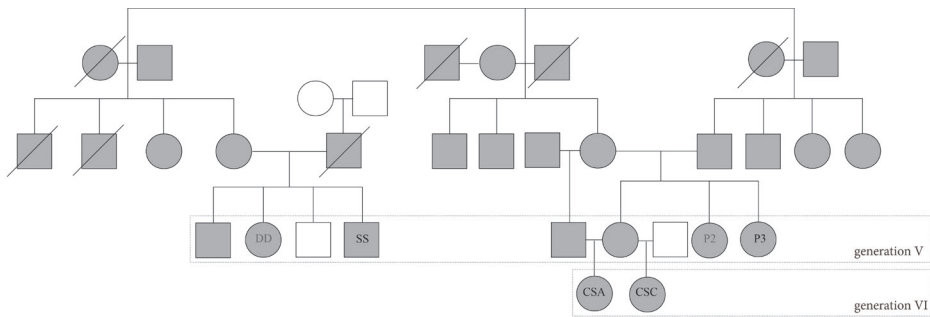 DD SS P2 P3
generation V
CSA CSC
generation VI